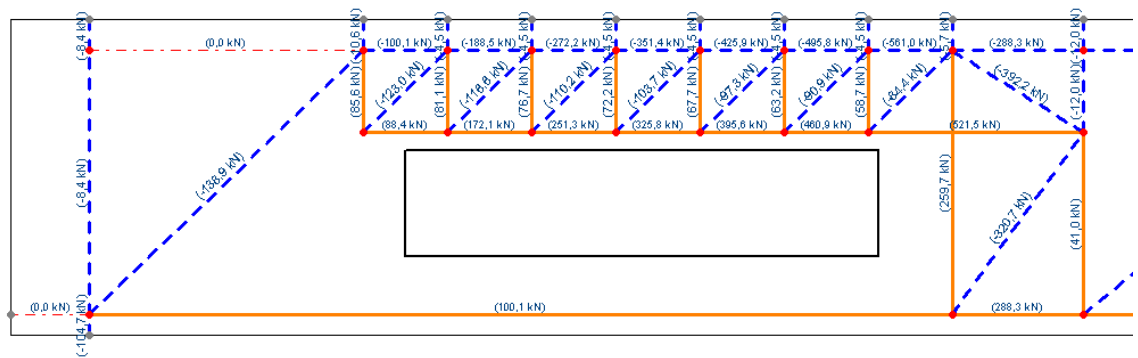 (-8,4 kN)
(-10,6 kN)
(-5,7 kN)
(-12,0 kN)
(0,0 kN)
(-100,1 kN)
(-188,5 kN)
(-272,2 kN)
(-351,4 kN)
(-425,9 kN)
(-495,8 kN)
(-561,0 kN)
(-288,3 kN)
(85,6 kN)
(-123,0 kN)
(81,1 kN)
(76,7 kN)
(-110,2 kN)
(72,2 kN)
(-103,7 kN)
(67,7 kN)
(-97,3 kN)
(63,2 kN)
(-90,9 kN)
(58,7 kN)
(-84,4 kN)
(-392,2 kN)
(-12,0 kN)
(88,4 kN)
(172,1 kN)
(251,3 kN)
(325,8 kN)
(395,6 kN)
(460,9 kN)
(521,5 kN)
(-8,4 kN)
(-138,9 kN)
(259,7 kN)
(-320,7 kN)
(41,0 kN)
(0,0 kN)
(100,1 kN)
(288,3 kN)
(-104,7 kN)